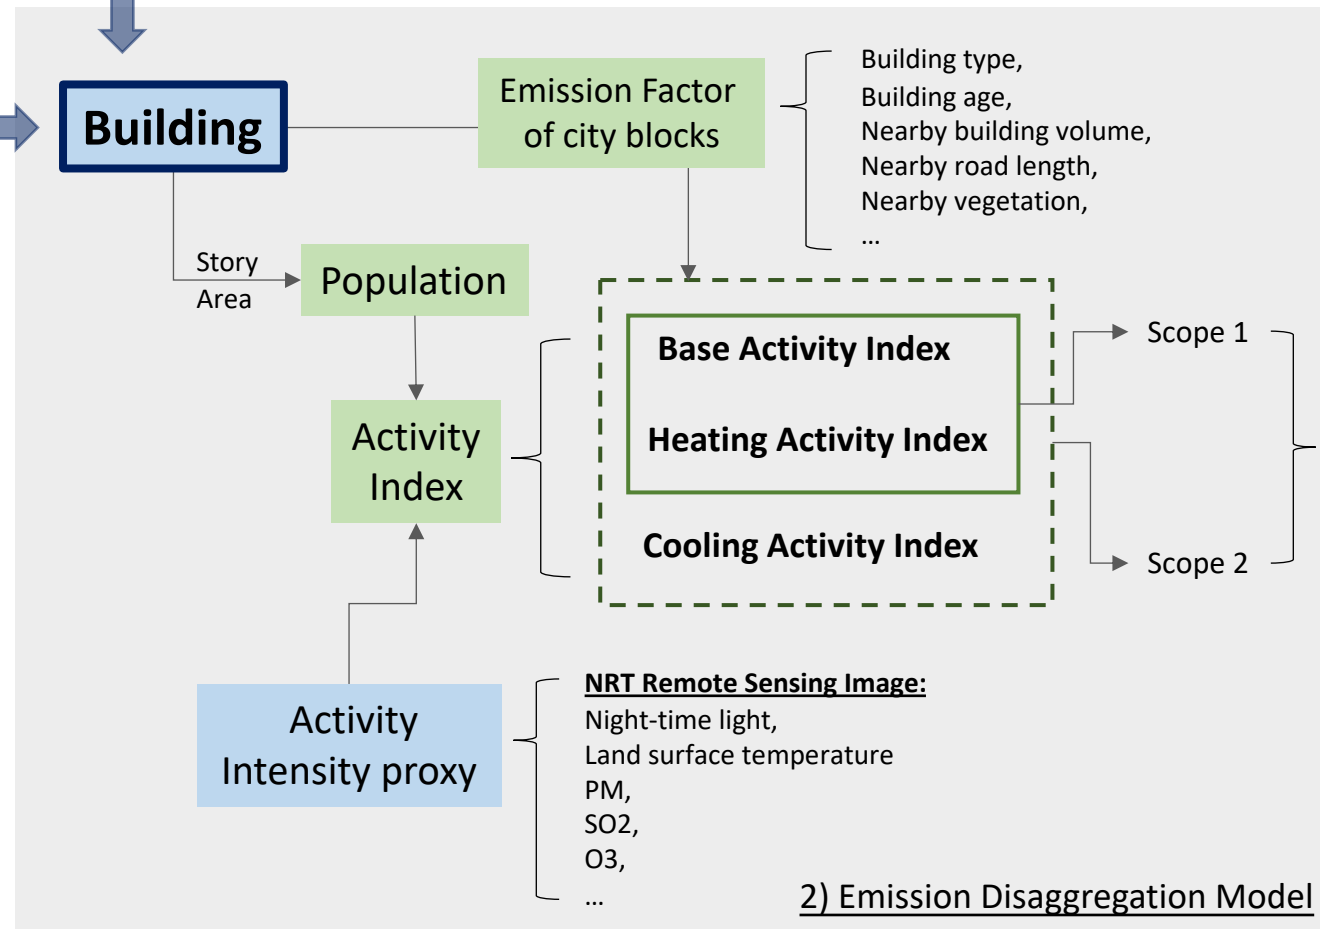 Building
Emission Factor
of city blocks
Building type,
Building age,
Nearby building volume,
Nearby road length,
Nearby vegetation,
...
Story
Area
Population
Activity
Index
Base Activity Index
Heating Activity Index
Cooling Activity Index
Scope 1
Scope 2
Activity
Intensity proxy
NRT Remote Sensing Image:
Night-time light,
Land surface temperature
PM,
SO2,
O3,
...
2) Emission Disaggregation Model